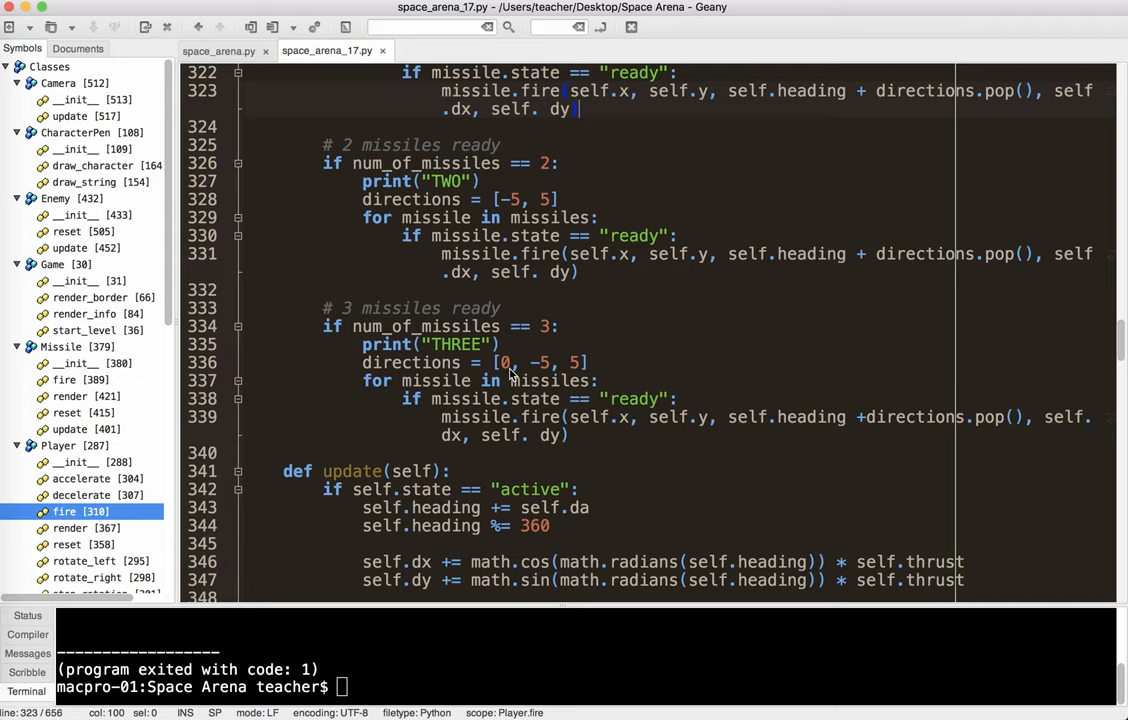 space_arena_17.py - /Users/teacher/Desktop/Space Arena - Geany
Symbols Documents
space_arena.py × space_arena_17.py ×
Classes
Camera [512]
__init__ [513]
update [517]
CharacterPen [108]
__init__ [109]
draw_character [164
draw_string [154]
Enemy [432]
__init__ [433]
reset [505]
update [452]
Game [30]
__init__ [31]
render_border [66]
render_info [84]
start_level [36]
Missile [379]
__init__ [380]
fire [389]
render [421]
reset [415]
update [401]
Player [287]
__init__ [288]
accelerate [304]
decelerate [307]
fire [310]
render [367]
reset [358]
rotate_left [295]
rotate_right [298]
322 if missile.state == "ready":
323 missile.fire(self.x, self.y, self.heading + directions.pop(), self
.dx, self. dy)
324
325 # 2 missiles ready
326 if num_of_missiles == 2:
327 print("TWO")
328 directions = [-5, 5]
329 for missile in missiles:
330 if missile.state == "ready":
331 missile.fire(self.x, self.y, self.heading + directions.pop(), self
.dx, self. dy)
332
333 # 3 missiles ready
334 if num_of_missiles == 3:
335 print("THREE")
336 directions = [0, -5, 5]
337 for missile in missiles:
338 if missile.state == "ready":
339 missile.fire(self.x, self.y, self.heading +directions.pop(), self.
dx, self. dy)
340
341 def update(self):
342 if self.state == "active":
343 self.heading += self.da
344 self.heading %= 360
345
346 self.dx += math.cos(math.radians(self.heading)) * self.thrust
347 self.dy += math.sin(math.radians(self.heading)) * self.thrust
348
Status
Compiler
Messages
Scribble
Terminal
------------------
(program exited with code: 1)
macpro-01:Space Arena teacher$
line: 323 / 656 col: 100 sel: 0 INS SP mode: LF encoding: UTF-8 filetype: Python scope: Player.fire